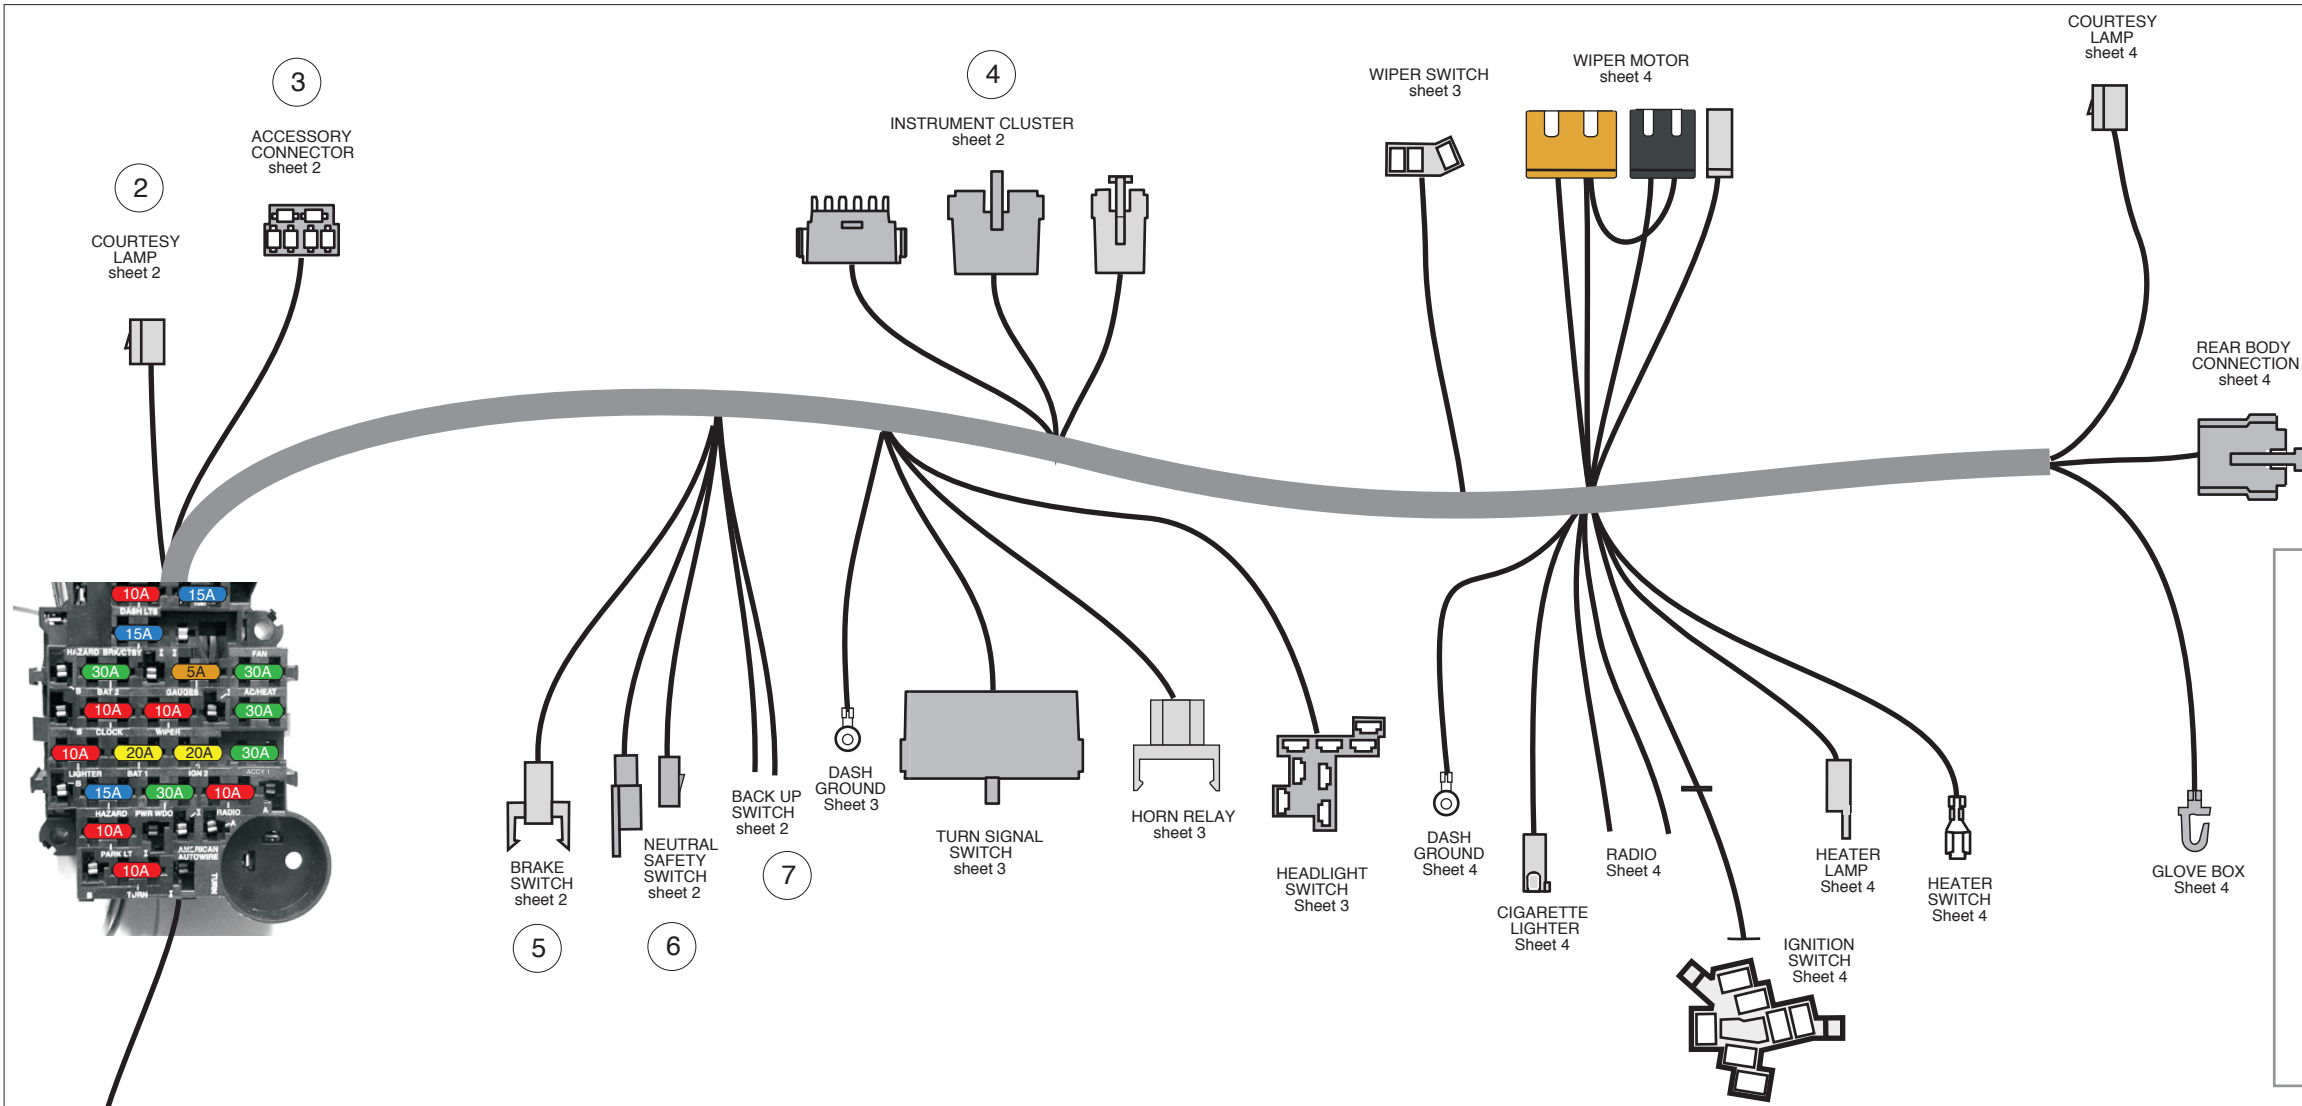 3
ACCESSORY
CONNECTOR
sheet 2
2
COURTESY
LAMP
sheet 2
4
INSTRUMENT CLUSTER
sheet 2
WIPER SWITCH
sheet 3
WIPER MOTOR
sheet 4
COURTESY
LAMP
sheet 4
REAR BODY
CONNECTION
sheet 4
10A 15A
DASH LTS
15A
HAZARD BRK/CTSY I I FAN
30A 5A 30A
B BAT 2 GAUGES I AC/HEAT
10A 10A 30A
B CLOCK WIPER
10A 20A 20A 30A
LIGHTER BAT 1 IGN 2 ACCY 1
B
15A 30A 10A
HAZARD PWR WDO I RADIO A
10A A
PARK LT I AMERICAN
AUTOWIRE
10A
B TURN I TURN
BRAKE
SWITCH
sheet 2
5
NEUTRAL
SAFETY
SWITCH
sheet 2
6
BACK UP
SWITCH
sheet 2
7
DASH
GROUND
Sheet 3
TURN SIGNAL
SWITCH
sheet 3
HORN RELAY
sheet 3
HEADLIGHT
SWITCH
Sheet 3
DASH
GROUND
Sheet 4
CIGARETTE
LIGHTER
Sheet 4
RADIO
Sheet 4
IGNITION
SWITCH
Sheet 4
HEATER
LAMP
Sheet 4
HEATER
SWITCH
Sheet 4
GLOVE BOX
Sheet 4